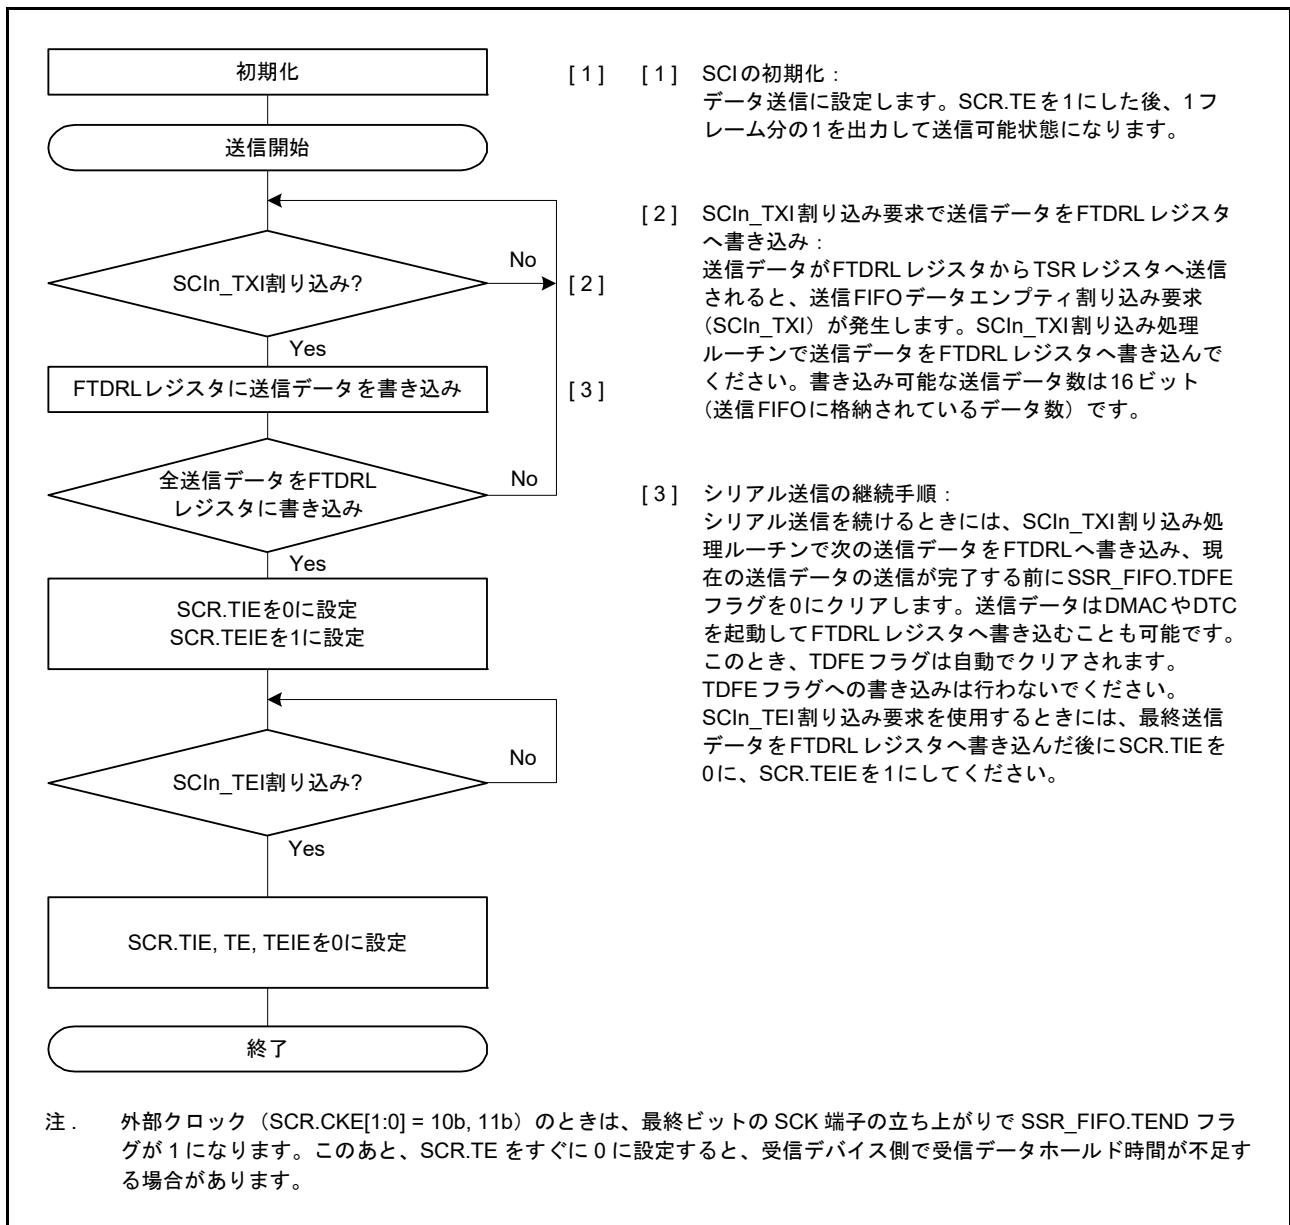 初期化
[ 1 ]
送信開始
SCIn_TXI割り込み?
No
[ 2 ]
Yes
FTDRLレジスタに送信データを書き込み
[ 3 ]
全送信データをFTDRL
レジスタに書き込み
No
Yes
SCR.TIEを0に設定
SCR.TEIEを1に設定
SCIn_TEI割り込み?
No
Yes
SCR.TIE, TE, TEIEを0に設定
終了
[ 1 ] SCIの初期化：
データ送信に設定します。SCR.TEを1にした後、1フ
レーム分の1を出力して送信可能状態になります。
[ 2 ] SCIn_TXI割り込み要求で送信データをFTDRLレジスタ
へ書き込み：
送信データがFTDRLレジスタからTSRレジスタへ送信
されると、送信FIFOデータエンプティ割り込み要求
（SCIn_TXI）が発生します。SCIn_TXI割り込み処理
ルーチンで送信データをFTDRLレジスタへ書き込んで
ください。書き込み可能な送信データ数は16ビット
（送信FIFOに格納されているデータ数）です。
[ 3 ] シリアル送信の継続手順：
シリアル送信を続けるときには、SCIn_TXI割り込み処
理ルーチンで次の送信データをFTDRLへ書き込み、現
在の送信データの送信が完了する前にSSR_FIFO.TDFE
フラグを0にクリアします。送信データはDMACやDTC
を起動してFTDRLレジスタへ書き込むことも可能です。
このとき、TDFEフラグは自動でクリアされます。
TDFEフラグへの書き込みは行わないでください。
SCIn_TEI割り込み要求を使用するときには、最終送信
データをFTDRLレジスタへ書き込んだ後にSCR.TIEを
0に、SCR.TEIEを1にしてください。
注． 外部クロック（SCR.CKE[1:0] = 10b, 11b）のときは、最終ビットの SCK 端子の立ち上がりで SSR_FIFO.TEND フラ
グが 1 になります。このあと、SCR.TE をすぐに 0 に設定すると、受信デバイス側で受信データホールド時間が不足す
る場合があります。